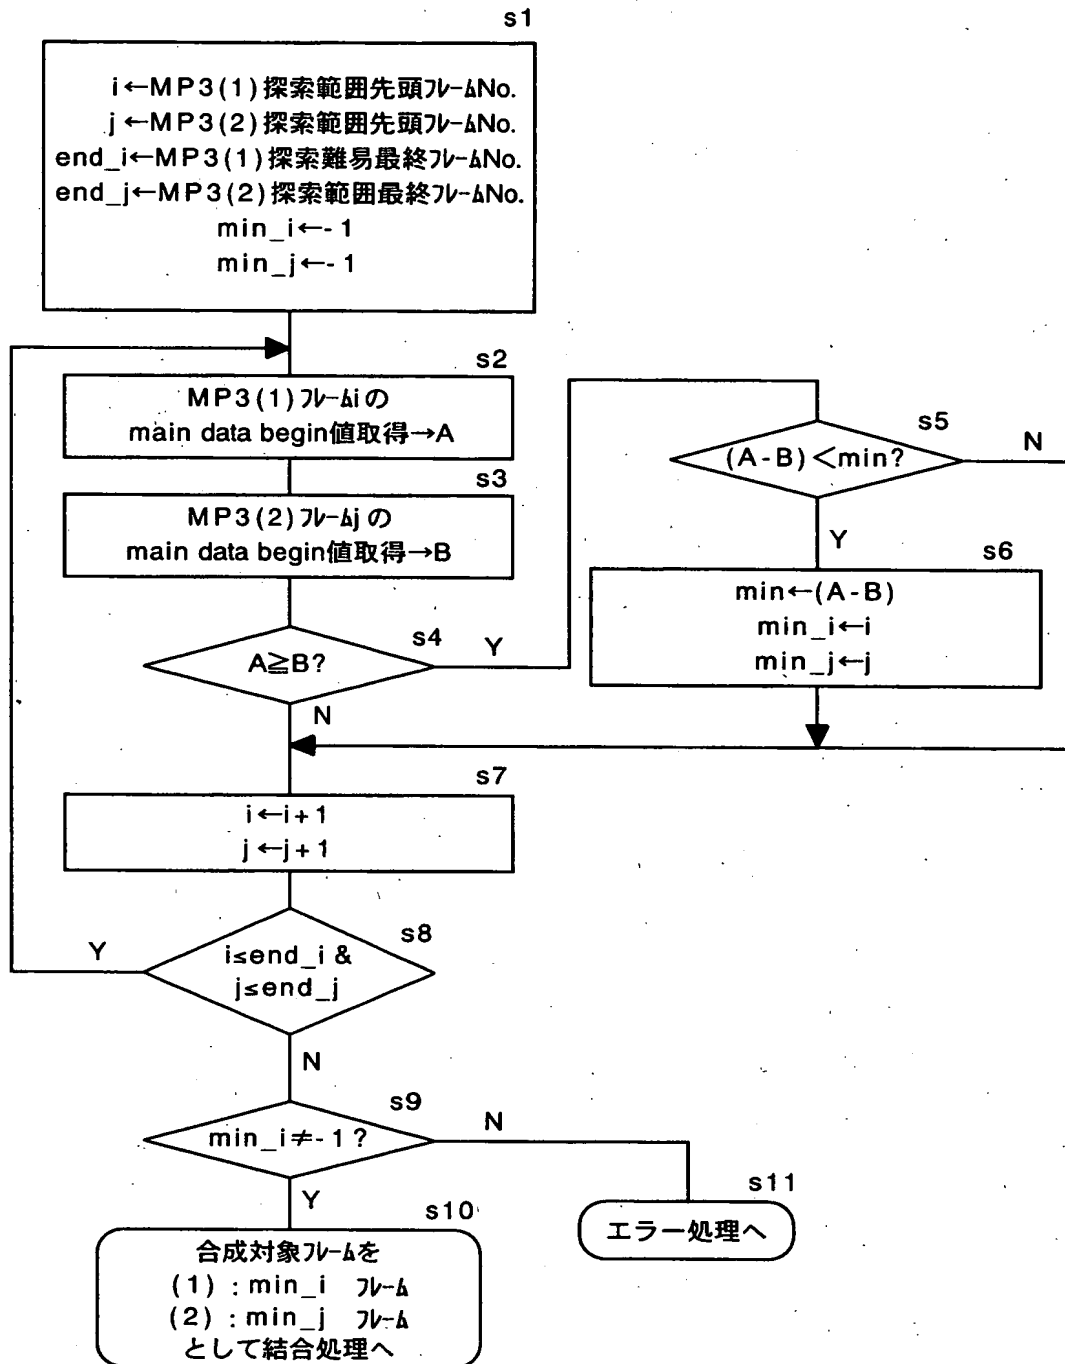 s1
i←MP3(1)探索範囲先頭ﾌﾚｰﾑNo.
j←MP3(2)探索範囲先頭ﾌﾚｰﾑNo.
end_i←MP3(1)探索難易最終ﾌﾚｰﾑNo.
end_j←MP3(2)探索範囲最終ﾌﾚｰﾑNo.
min_i←-1
min_j←-1
s2
MP3(1)ﾌﾚｰﾑiの
main data begin値取得→A
s3
MP3(2)ﾌﾚｰﾑjの
main data begin値取得→B
s4
A≧B?
Y
N
s5
(A-B)＜min?
N
Y
s6
min←(A-B)
min_i←i
min_j←j
s7
i←i+1
j←j+1
s8
i≤end_i &
j≤end_j
Y
N
s9
min_i≠-1?
N
Y
s10
合成対象ﾌﾚｰﾑを
(1):min_i ﾌﾚｰﾑ
(2):min_j ﾌﾚｰﾑ
として結合処理へ
s11
エラー処理へ